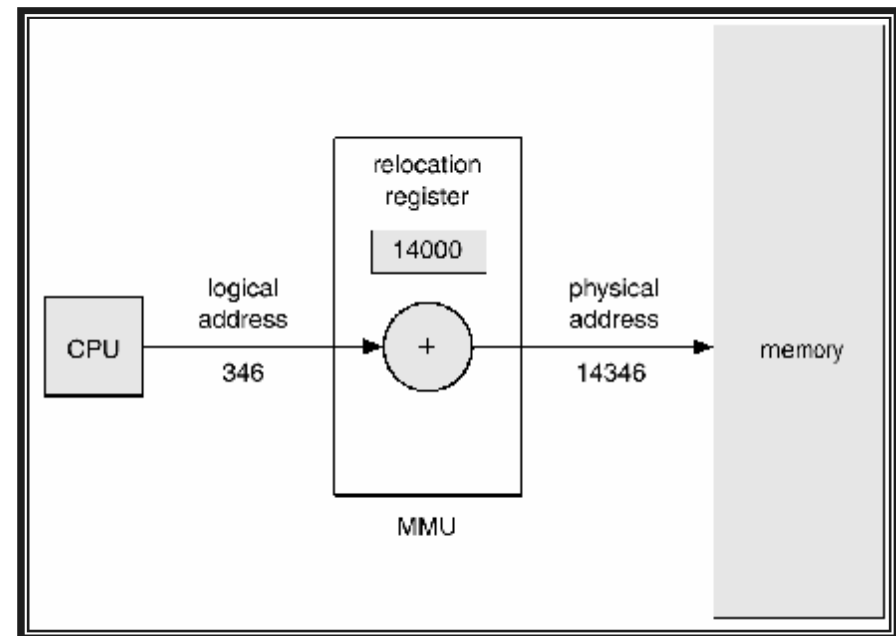 relocation
register
14000
logical
address
physical
address
CPU
+
memory
346
14346
MMU